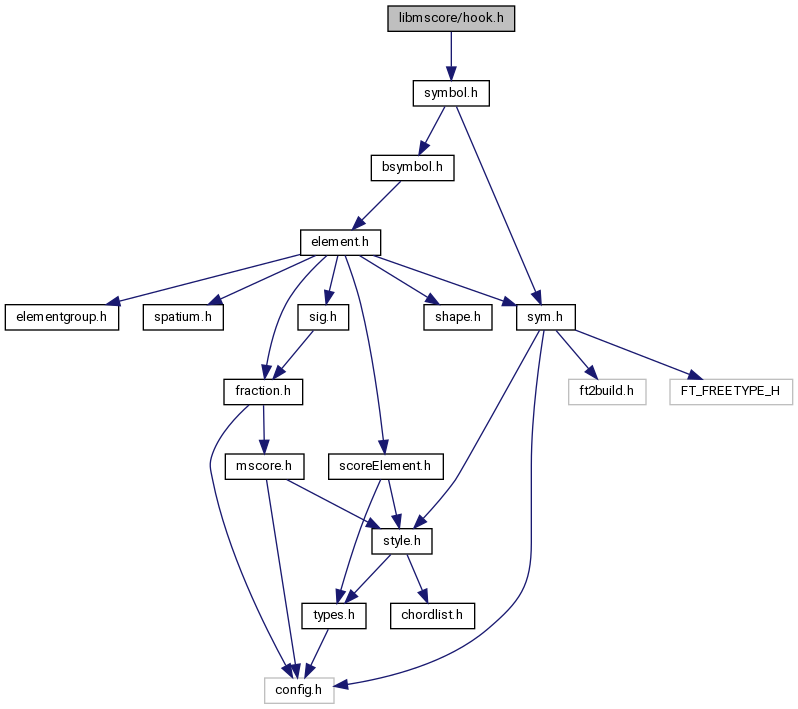 libmscore/hook.h
symbol.h
bsymbol.h
element.h
elementgroup.h
spatium.h
sig.h
shape.h
sym.h
fraction.h
ft2build.h
FT_FREETYPE_H
mscore.h
scoreElement.h
style.h
types.h
chordlist.h
config.h